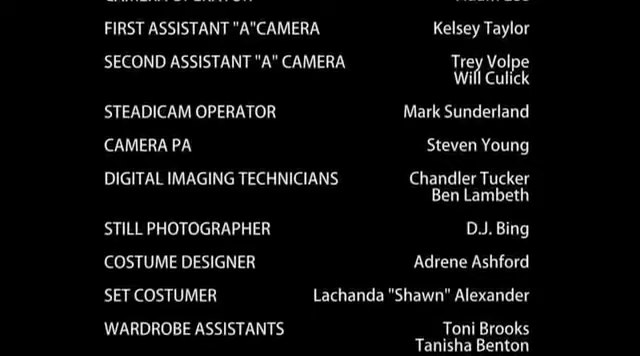 CAMERA OPERATOR
FIRST ASSISTANT "A"CAMERA Kelsey Taylor
SECOND ASSISTANT "A" CAMERA Trey Volpe
Will Culick
STEADICAM OPERATOR Mark Sunderland
CAMERA PA Steven Young
DIGITAL IMAGING TECHNICIANS Chandler Tucker
Ben Lambeth
STILL PHOTOGRAPHER D.J. Bing
COSTUME DESIGNER Adrene Ashford
SET COSTUMER Lachanda "Shawn" Alexander
WARDROBE ASSISTANTS Toni Brooks
Tanisha Benton